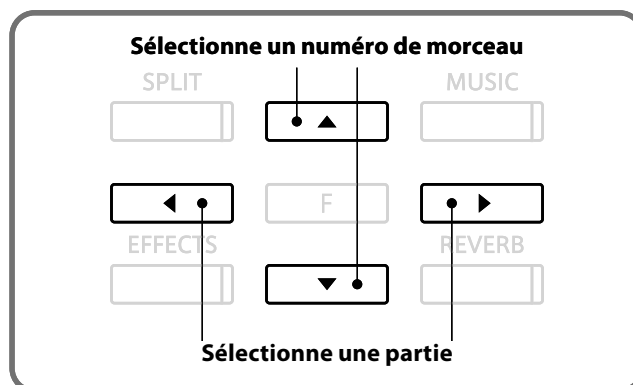 Sélectionne un numéro de morceau
SPLIT MUSIC
F
EFFECTS REVERB
Sélectionne une partie